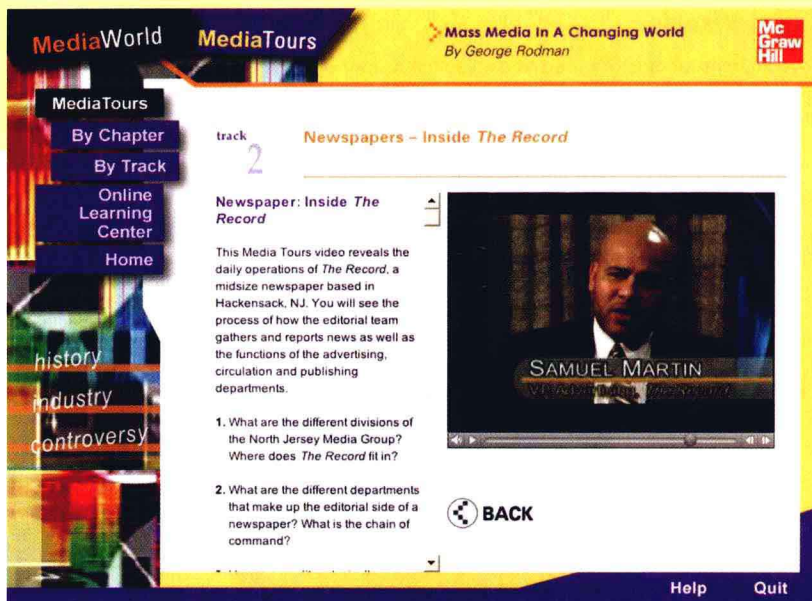 MediaWorld
MediaTours
Mass Media In A Changing World
By George Rodman
Mc
Graw
Hill
MediaTours
By Chapter
By Track
Online
Learning
Center
Home
history
industry
controversy
track
2
Newspapers – Inside The Record
Newspaper: Inside The
Record
This Media Tours video reveals the
daily operations of The Record, a
midsize newspaper based in
Hackensack, NJ. You will see the
process of how the editorial team
gathers and reports news as well as
the functions of the advertising,
circulation and publishing
departments.
1. What are the different divisions of
the North Jersey Media Group?
Where does The Record fit in?
2. What are the different departments
that make up the editorial side of a
newspaper? What is the chain of
command?
SAMUEL MARTIN
VP Advertising, The Record
BACK
Help
Quit